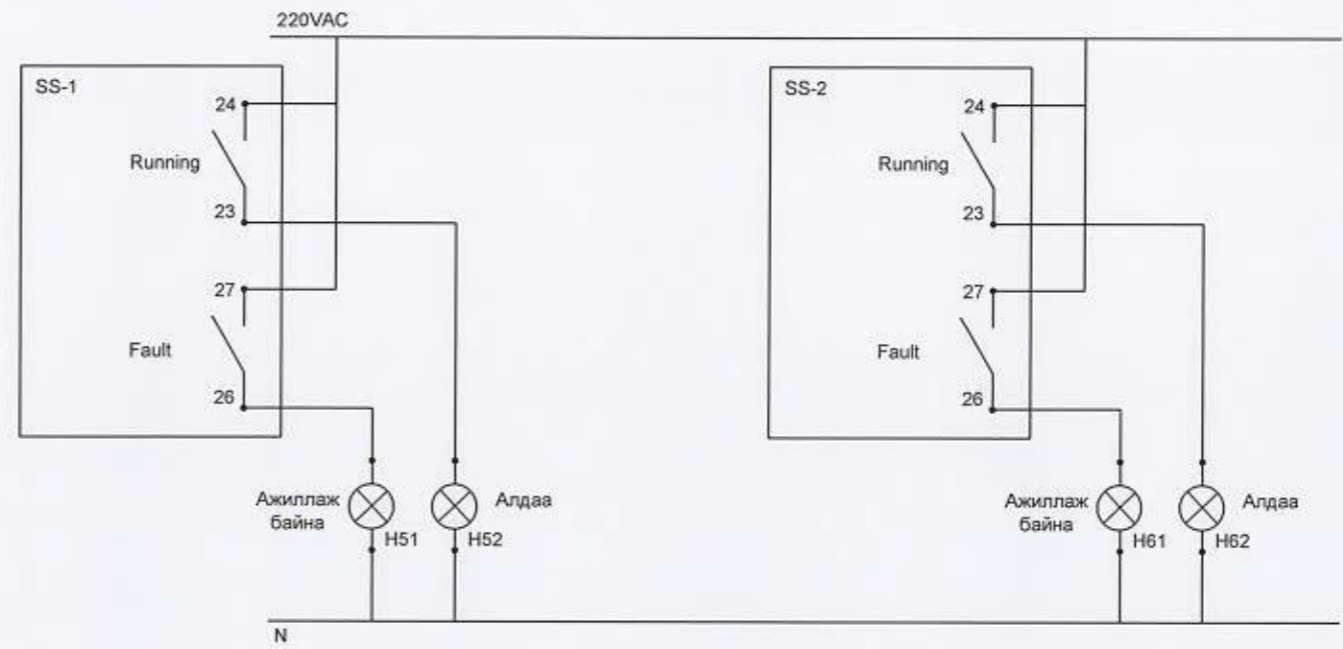 220VAC
SS-1
24
Running
23
27
Fault
26
Ажиллаж
байна
H51
H52
Алдаа
SS-2
24
Running
23
27
Fault
26
Ажиллаж
байна
H61
H62
Алдаа
N